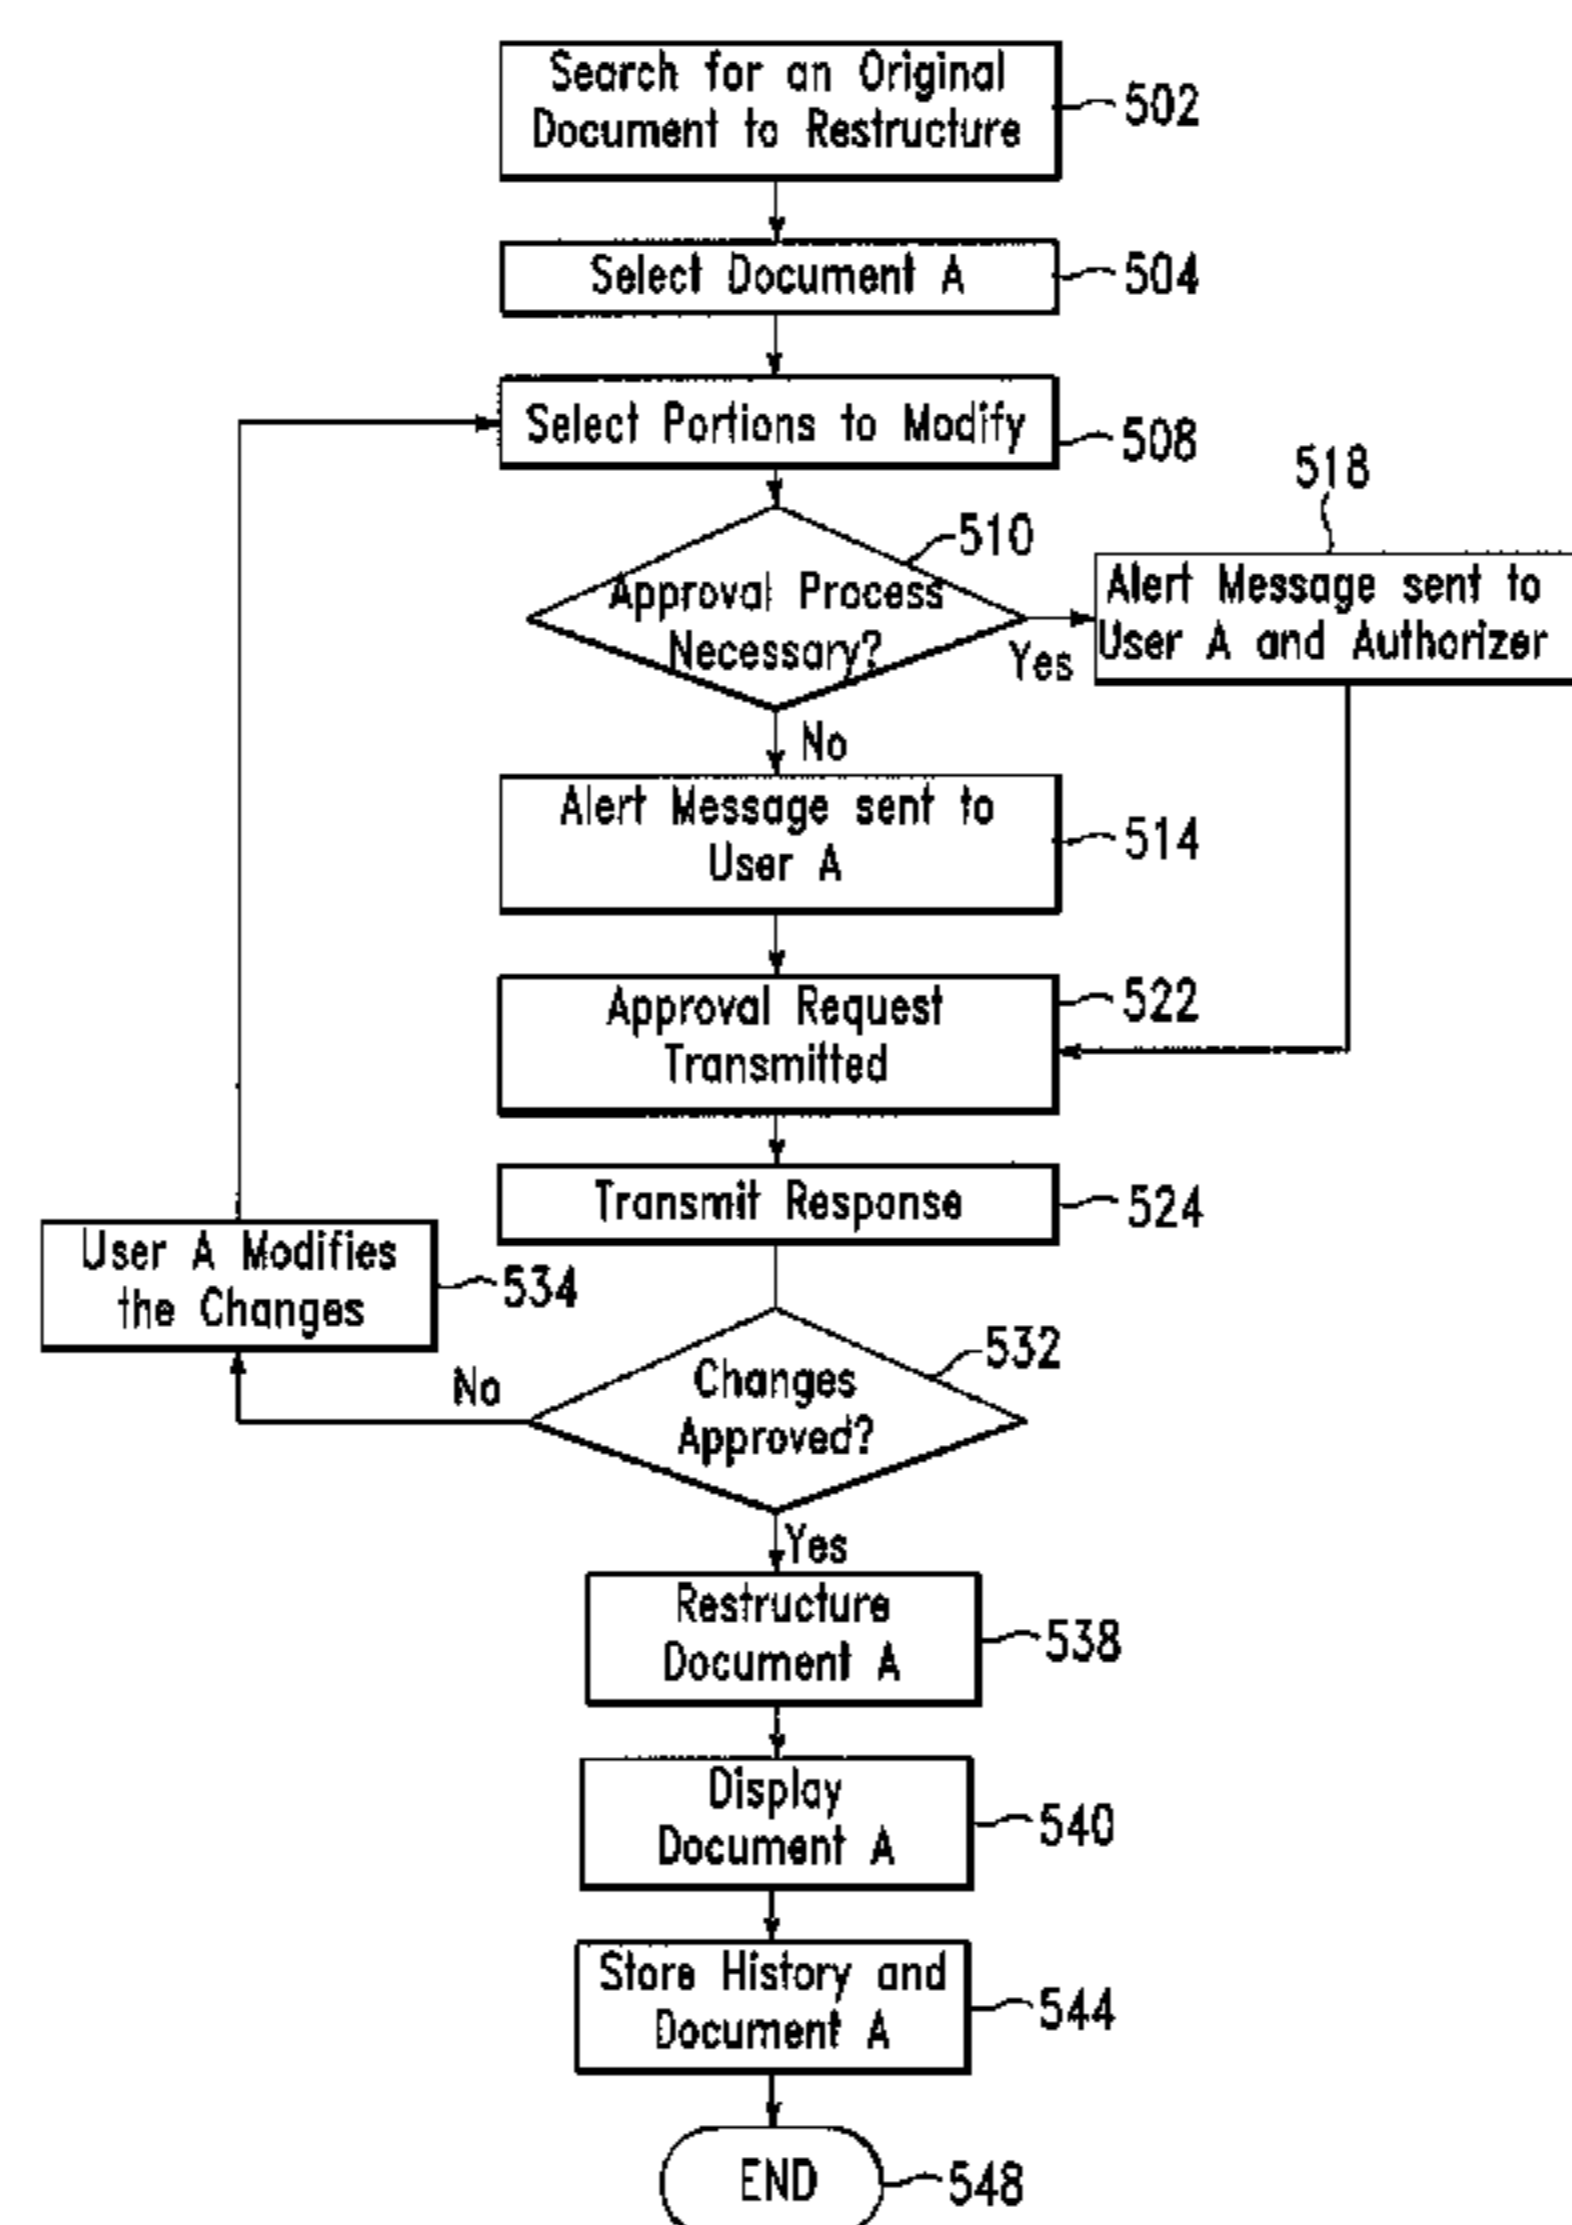 Search for an Original
Document to Restructure
502
Select Document A
504
Select Portions to Modify
508
518
510
Approval Process
Necessary?
Yes
Alert Message sent to
User A and Authorizer
No
Alert Message sent to
User A
514
Approval Request
Transmitted
522
Transmit Response
524
User A Modifies
the Changes
534
532
Changes
Approved?
No
Yes
Restructure
Document A
538
Display
Document A
540
Store History and
Document A
544
END
548